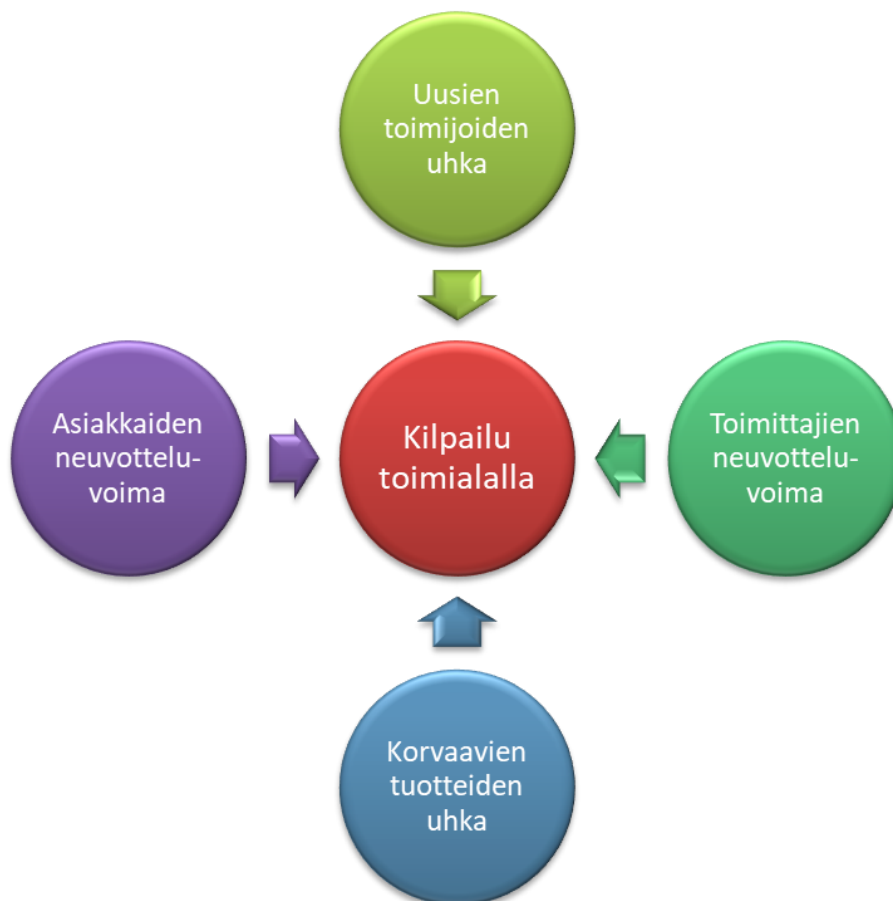 Uusien
toimijoiden
uhka
Asiakkaiden
neuvottelu-
voima
Kilpailu
toimialalla
Toimittajien
neuvottelu-
voima
Korvaavien
tuotteiden
uhka